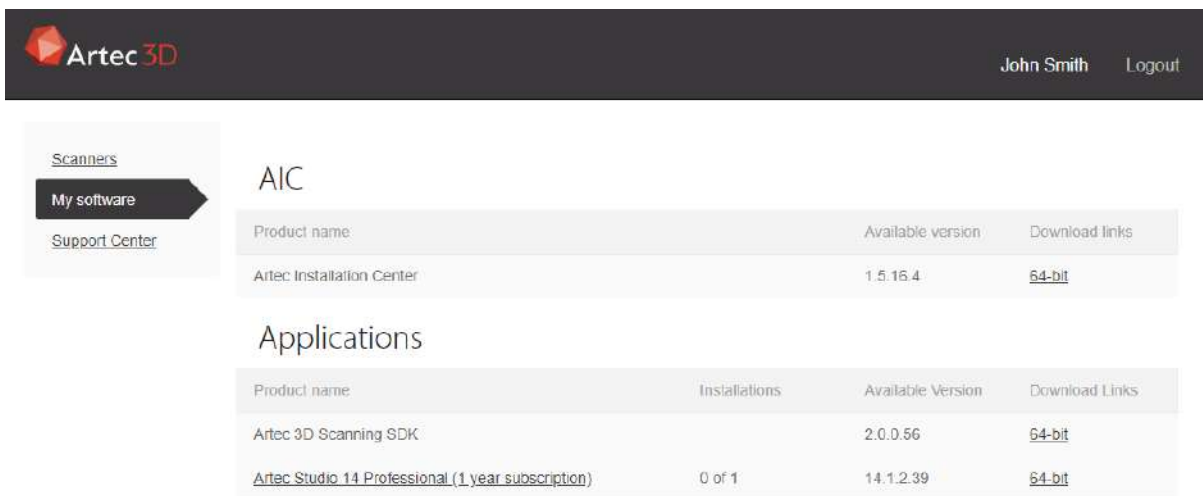 Artec 3D
John Smith Logout
Scanners
My software
Support Center
AIC
Product name Available version Download links
Artec Installation Center 1.5.16.4 64-bit
Applications
Product name Installations Available Version Download Links
Artec 3D Scanning SDK 2.0.0.56 64-bit
Artec Studio 14 Professional (1 year subscription) 0 of 1 14.1.2.39 64-bit